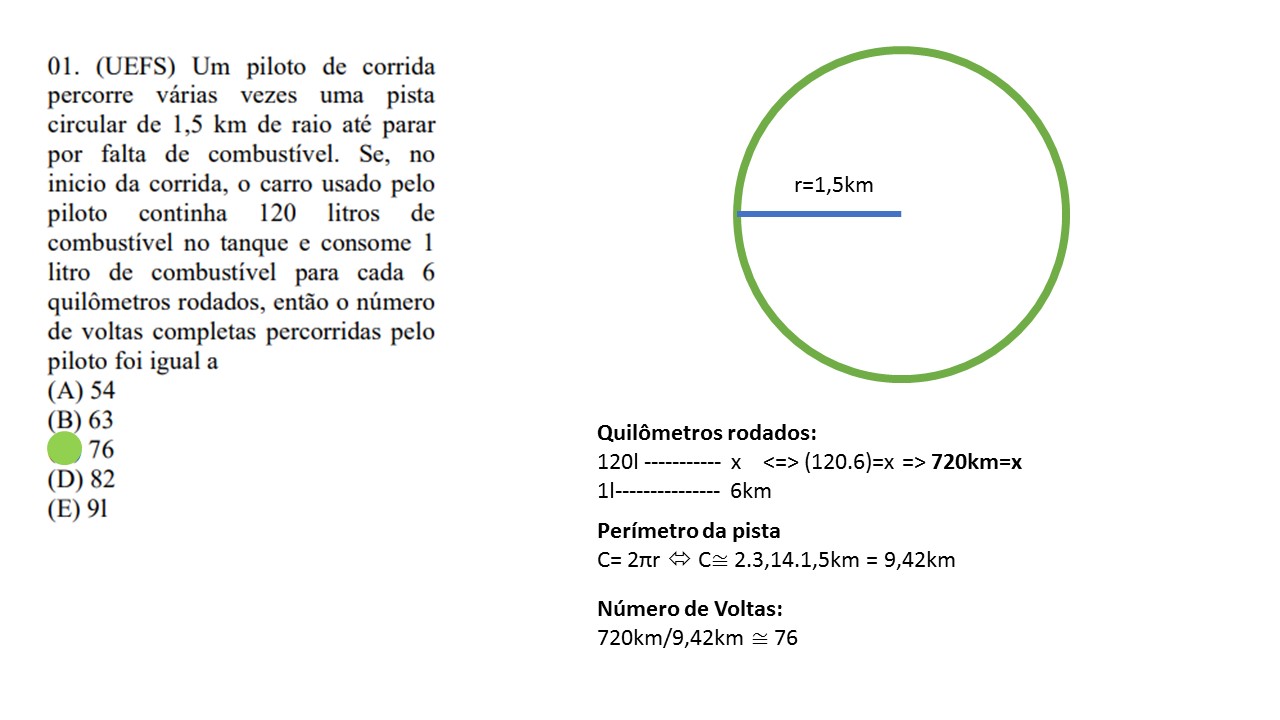 01. (UEFS) Um piloto de corrida
percorre várias vezes uma pista
circular de 1,5 km de raio até parar
por falta de combustível. Se, no
inicio da corrida, o carro usado pelo
piloto continha 120 litros de
combustível no tanque e consome 1
litro de combustível para cada 6
quilômetros rodados, então o número
de voltas completas percorridas pelo
piloto foi igual a
(A) 54
(B) 63
76
(D) 82
(E) 9l
r=1,5km
Quilômetros rodados:
120l ----------- x <=> (120.6)=x => 720km=x
1l--------------- 6km
Perímetro da pista
C= 2πr ⬄ C≅ 2.3,14.1,5km = 9,42km
Número de Voltas:
720km/9,42km ≅ 76